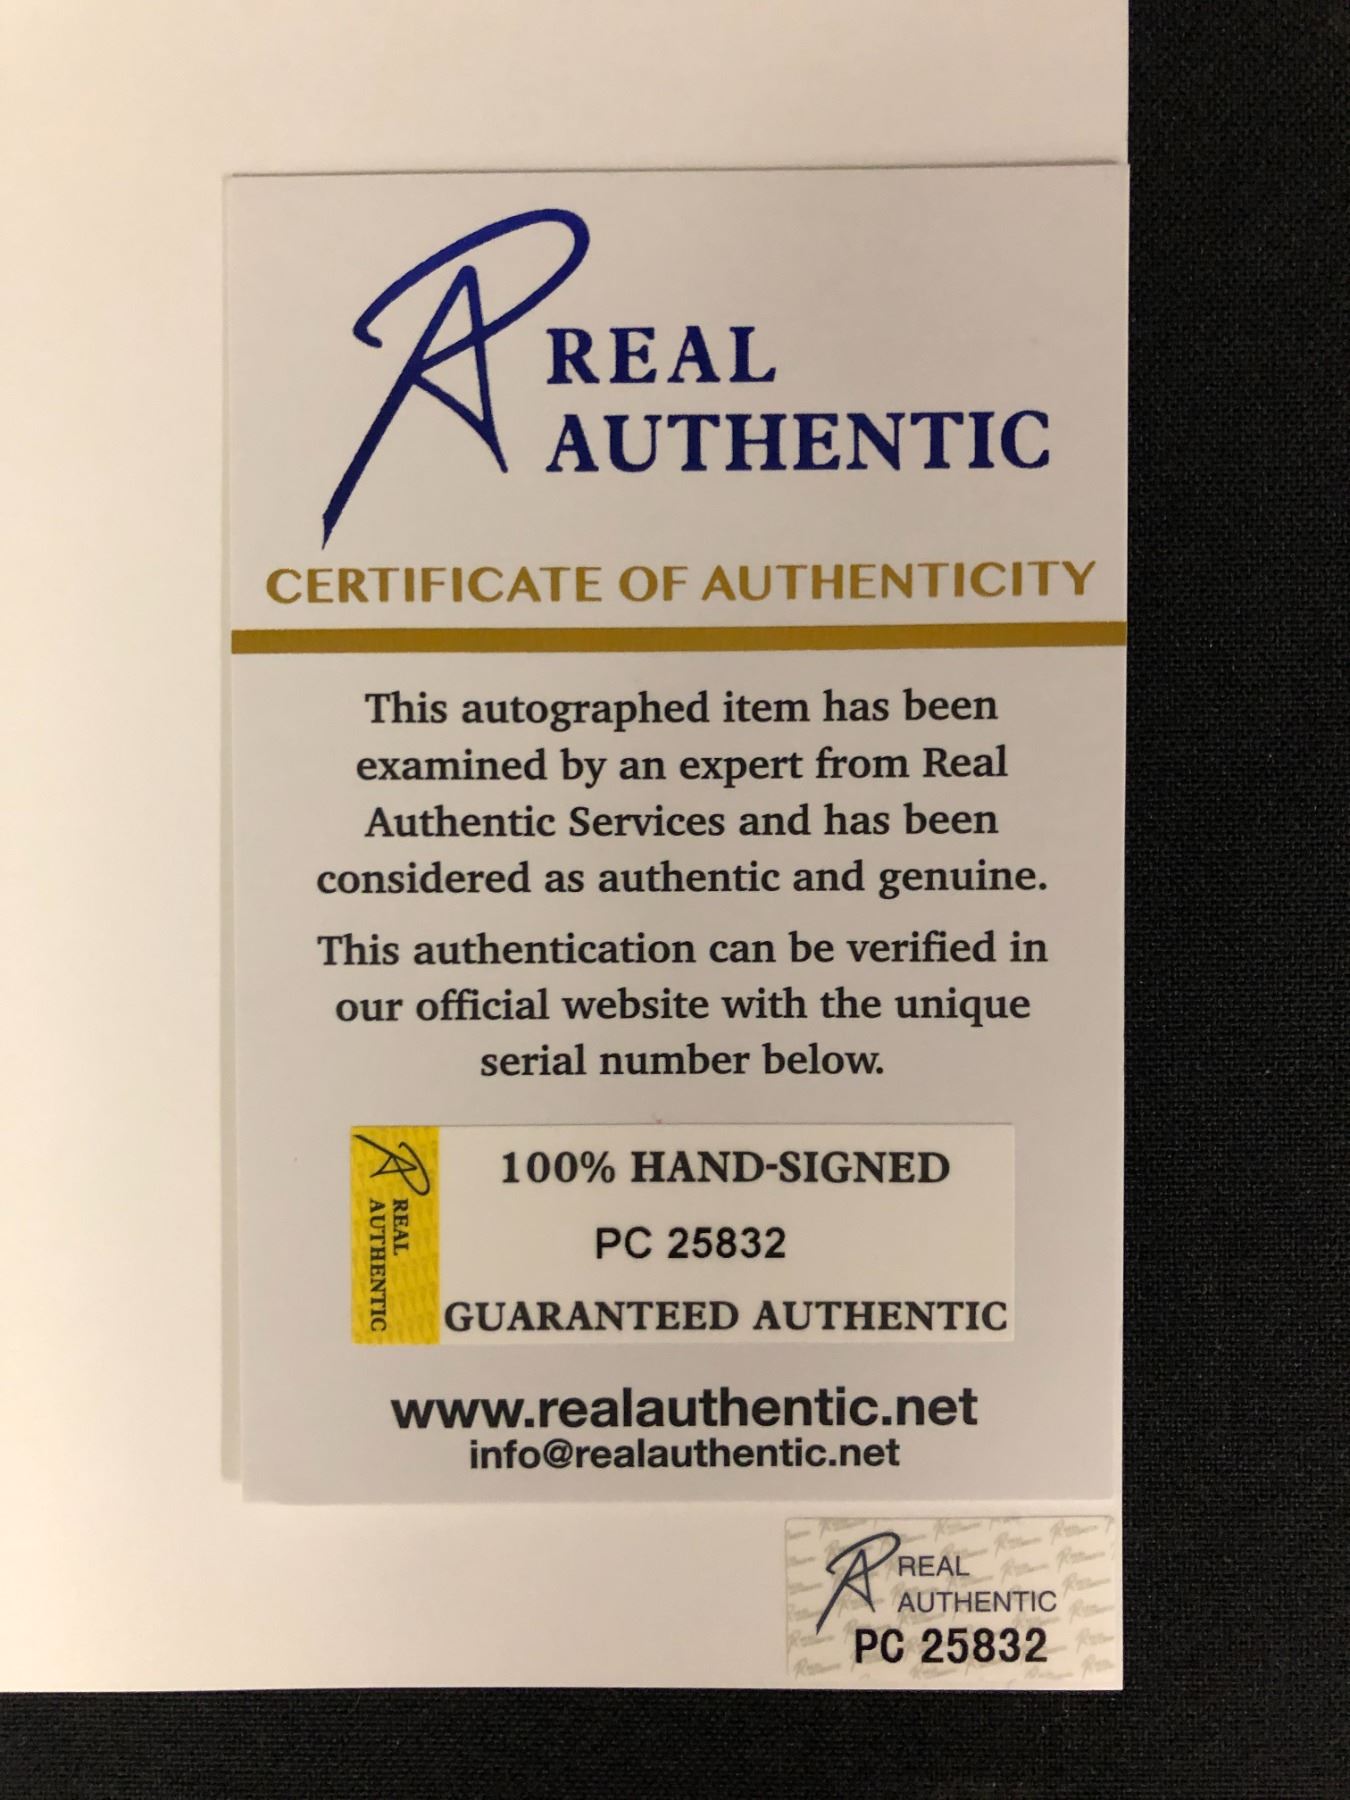 REAL
AUTHENTIC
CERTIFICATE OF AUTHENTICITY
This autographed item has been
examined by an expert from Real
Authentic Services and has been
considered as authentic and genuine.
This authentication can be verified in
our official website with the unique
serial number below.
REAL
AUTHENTIC
100% HAND-SIGNED
PC 25832
GUARANTEED AUTHENTIC
www.realauthentic.net
info@realauthentic.net
REAL
AUTHENTIC
PC 25832